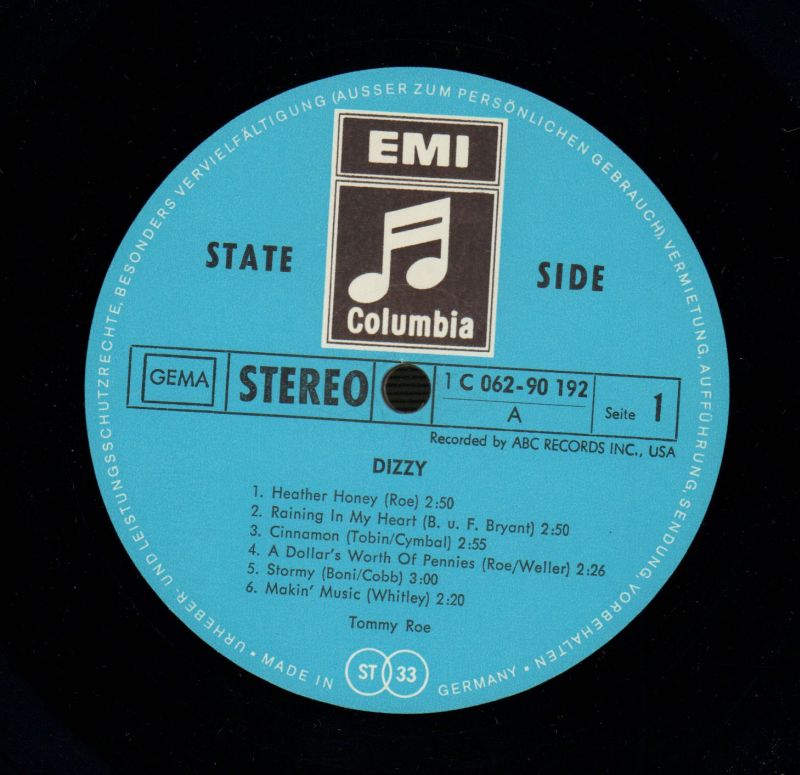 URHEBER- UND LEISTUNGSSCHUTZRECHTE, BESONDERS VERVIELFÄLTIGUNG (AUSSER ZUM PERSÖNLICHEN GEBRAUCH), VERMIETUNG, AUFFÜHRUNG, SENDUNG, VORBEHALTEN •
EMI
STATE SIDE
Columbia
GEMA STEREO 1 C 062-90 192
A
Seite 1
Recorded by ABC RECORDS INC., USA
DIZZY
1. Heather Honey (Roe) 2:50
2. Raining In My Heart (B. u. F. Bryant) 2:50
3. Cinnamon (Tobin/Cymbal) 2:55
4. A Dollar's Worth Of Pennies (Roe/Weller) 2:26
5. Stormy (Boni/Cobb) 3:00
6. Makin' Music (Whitley) 2:20
Tommy Roe
• MADE IN ST 33 GERMANY •